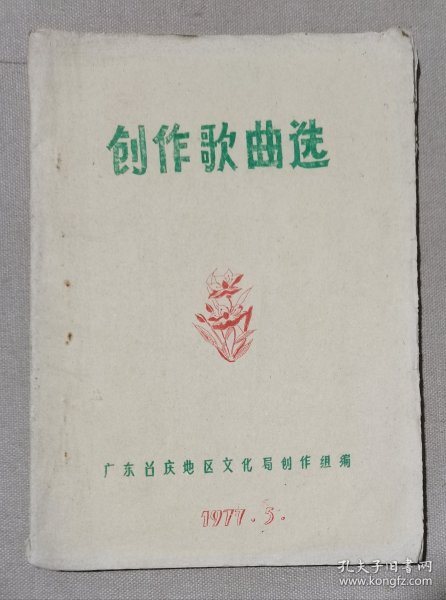 创作歌曲选
广东肇庆地区文化局创作组编
1977.5.
孔夫子旧书网
www.kongfz.com